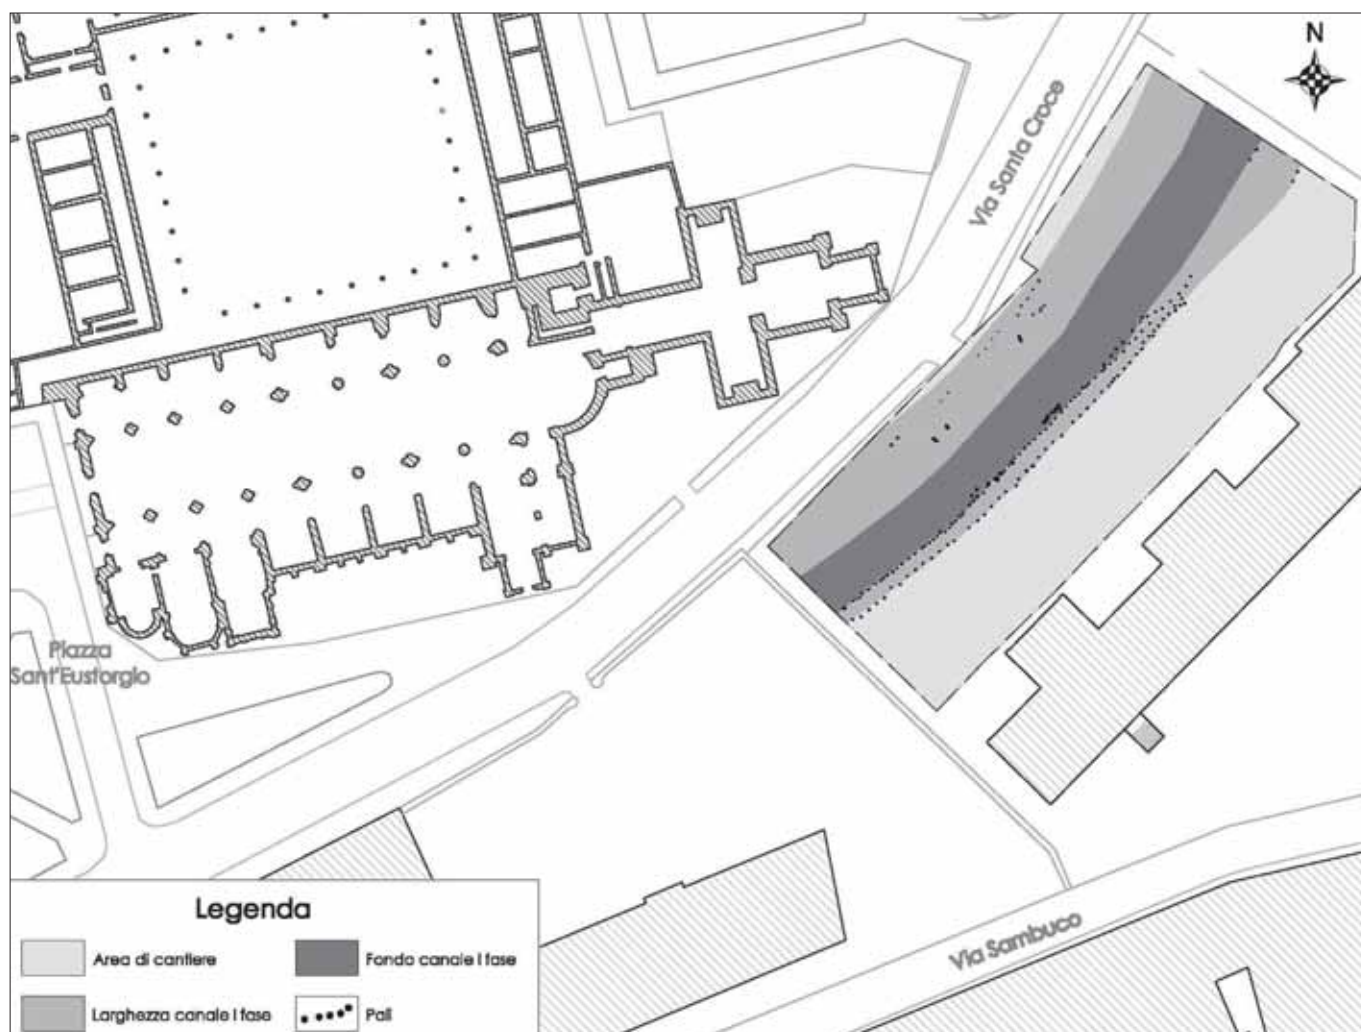 N
Via Santa Croce
Piazza
Sant'Eustorgio
Via Sambuco
Legenda
Area di cantiere
Fondo canale I fase
Larghezza canale I fase
Pali